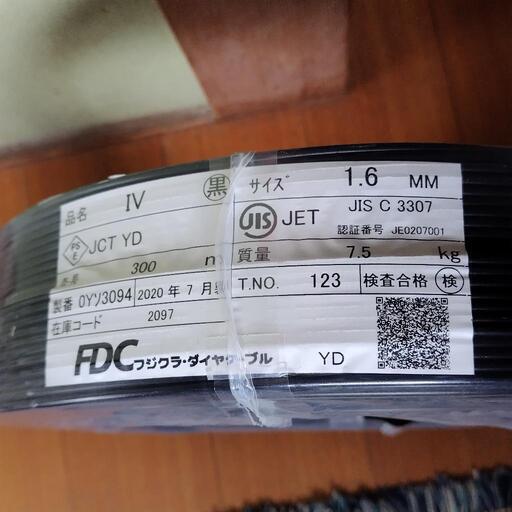 品名 IV 黒 サイズ 1.6 MM
PS E JCT YD JIS JET JIS C 3307
認証番号 JE0207001
300 m 質量 7.5 kg
製番 0YYJ3094 2020 年 7 月 T.NO. 123 検査合格 検
在庫コード 2097
FDC フジクラ・ダイヤケーブル YD